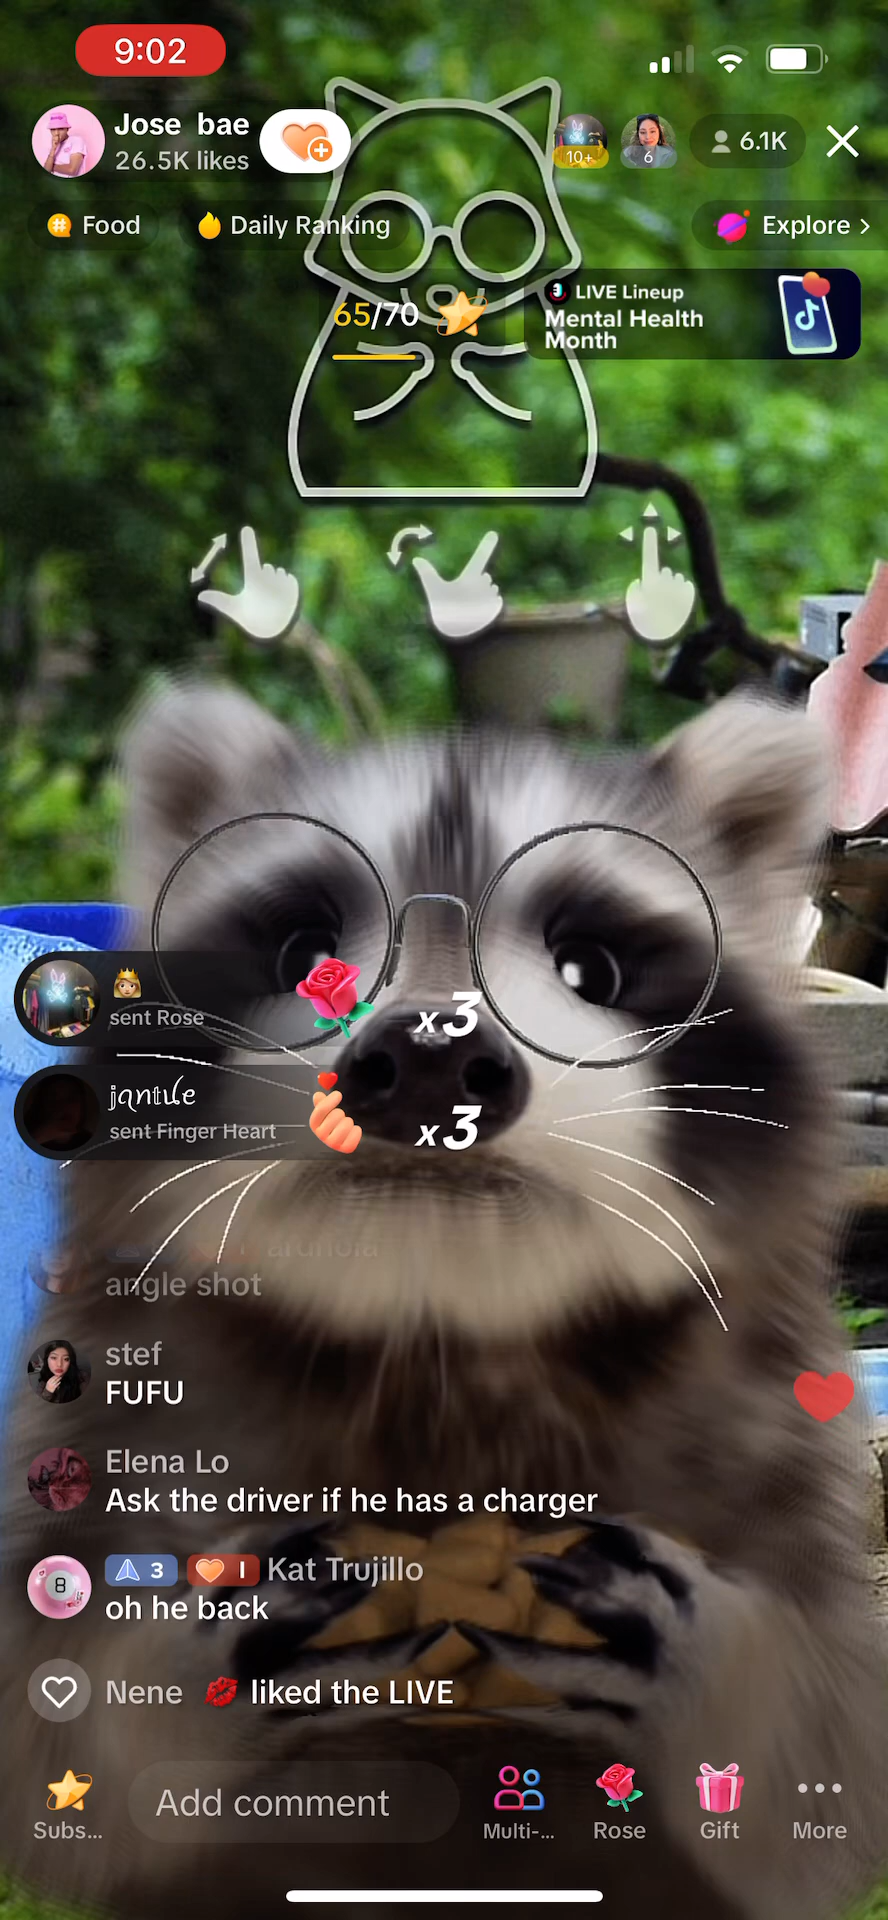 9:02
Jose bae
26.5K likes
10+
6
6.1K
Food
Daily Ranking
Explore >
65/70
LIVE Lineup
Mental Health
Month
sent Rose
x3
jantule
sent Finger Heart
x3
angle shot
stef
FUFU
Elena Lo
Ask the driver if he has a charger
8
3
I
Kat Trujillo
oh he back
Nene 💋 liked the LIVE
Subs...
Add comment
Multi-...
Rose
Gift
More